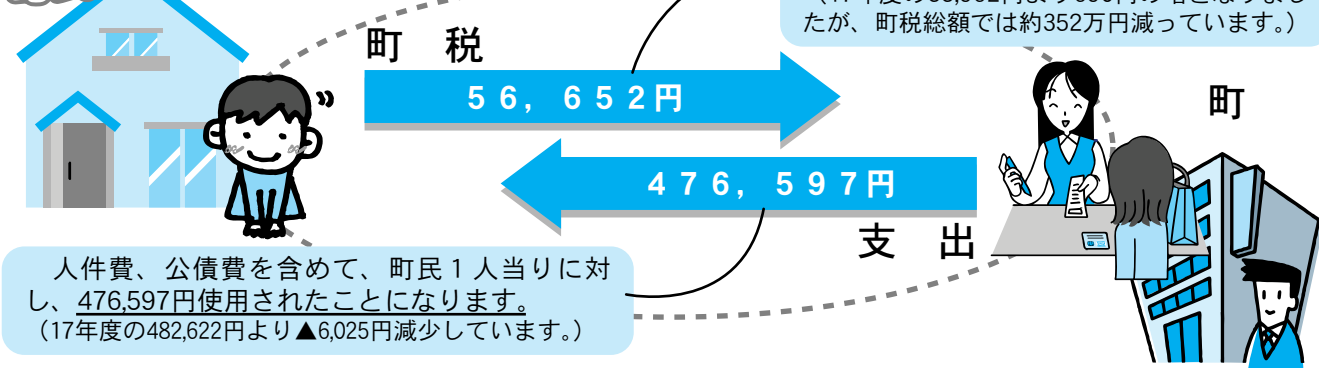 たが、町税総額では約352万円減っています。）
町　税
５６，６５２円
町
４７６，５９７円
支　出
人件費、公債費を含めて、町民１人当りに対
し、476,597円使用されたことになります。
（17年度の482,622円より▲6,025円減少しています。）